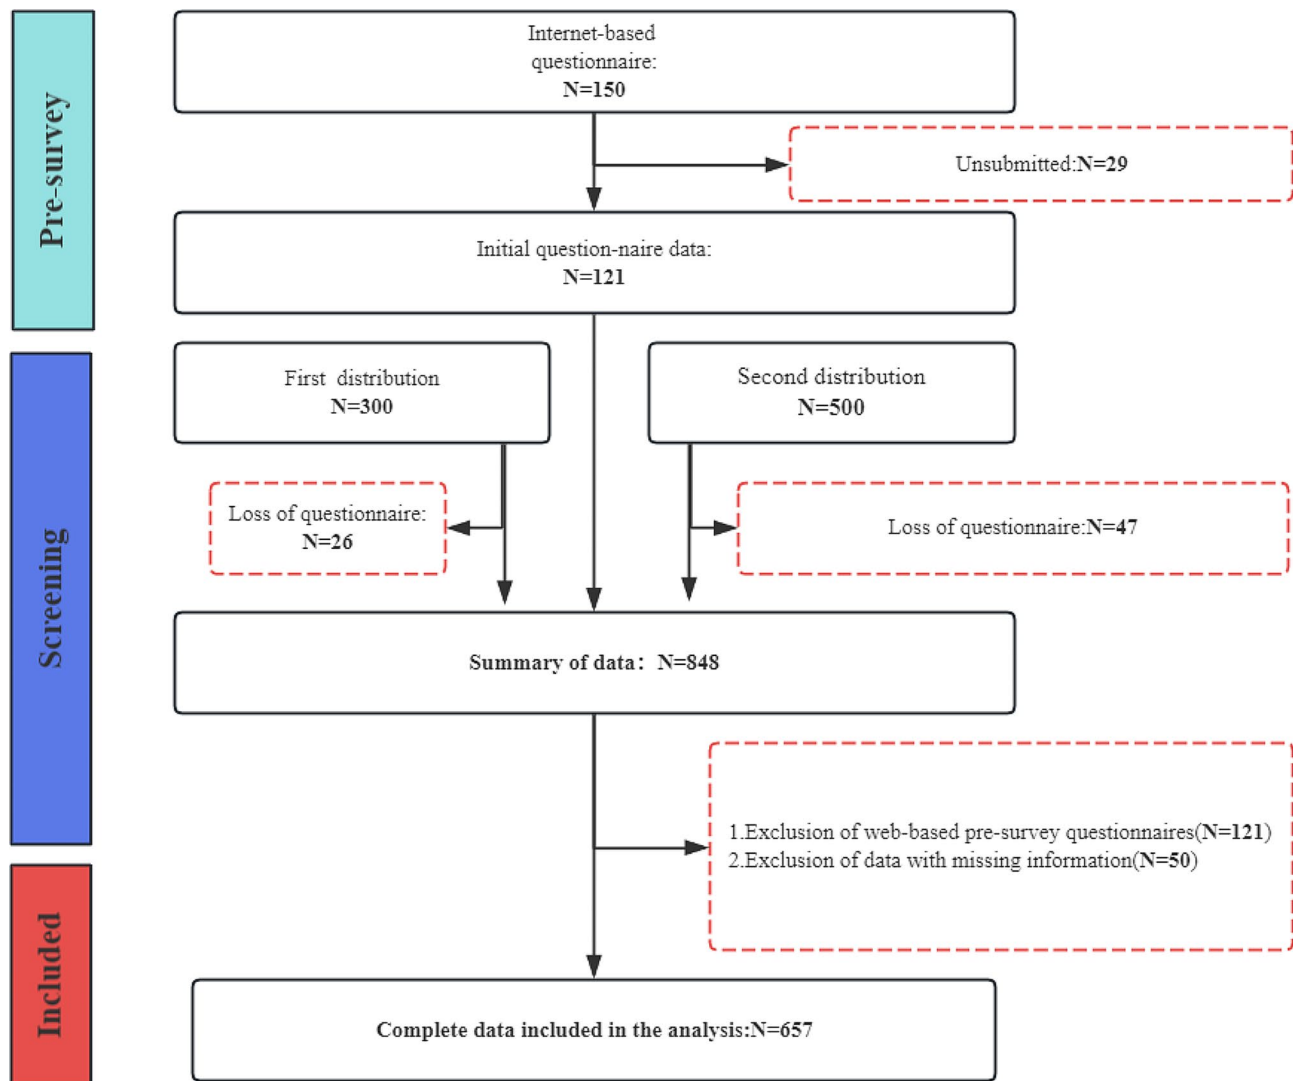 Pre-survey
Internet-based
questionnaire:
N=150
Unsubmitted:N=29
Initial question-naire data:
N=121
Screening
First distribution
N=300
Second distribution
N=500
Loss of questionnaire:
N=26
Loss of questionnaire:N=47
Summary of data：N=848
1.Exclusion of web-based pre-survey questionnaires(N=121)
2.Exclusion of data with missing information(N=50)
Included
Complete data included in the analysis:N=657